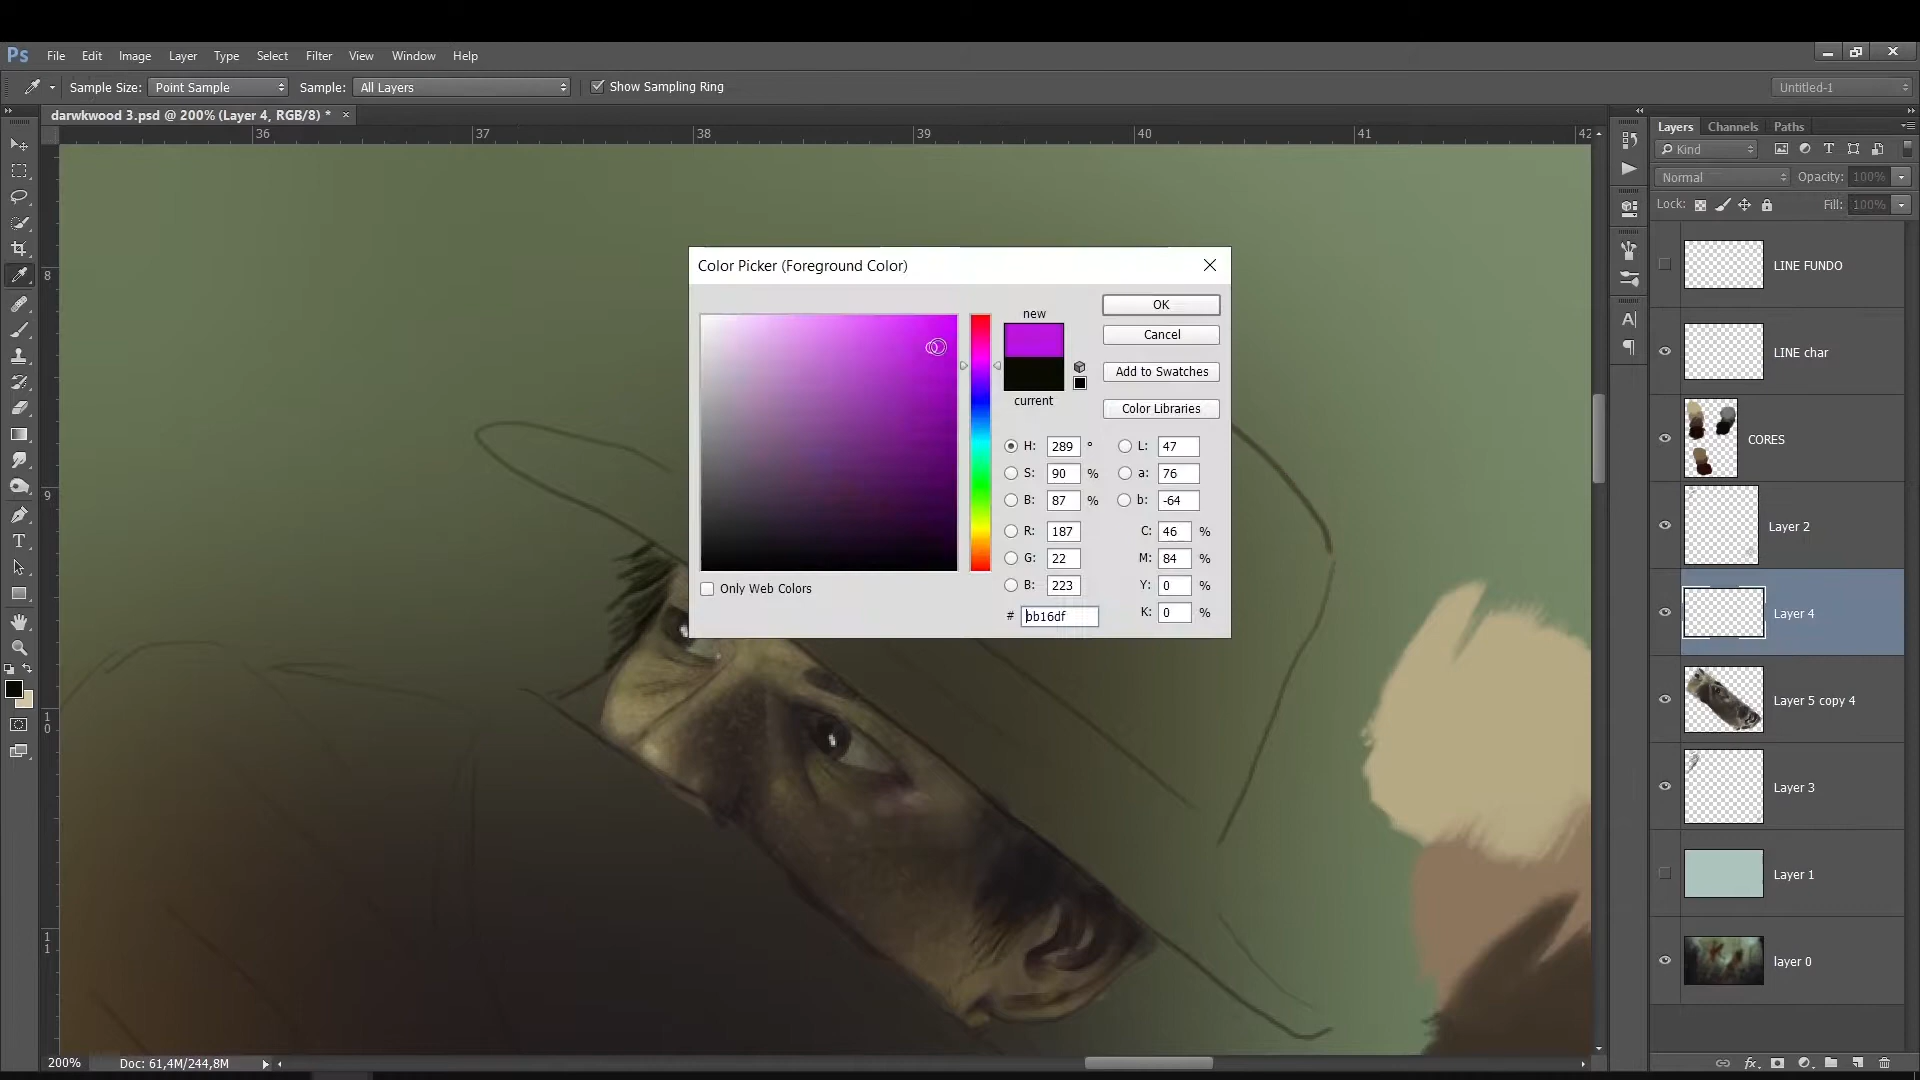 Ps File Edit Image Layer Type Select Filter View Window Help
Sample Size: Point Sample Sample: All Layers Show Sampling Ring Untitled-1
darwkwood 3.psd @ 200% (Layer 4, RGB/8) * ×
36 37 38 39 40 41 42
8
9
10
11
Color Picker (Foreground Color)
new
current
OK
Cancel
Add to Swatches
Color Libraries
H: 289 ° L: 47
S: 90 % a: 76
B: 87 % b: -64
R: 187 C: 46 %
G: 22 M: 84 %
B: 223 Y: 0 %
# bb16df K: 0 %
Only Web Colors
Layers Channels Paths
Kind
Normal Opacity: 100%
Lock: Fill: 100%
LINE FUNDO
LINE char
CORES
Layer 2
Layer 4
Layer 5 copy 4
Layer 3
Layer 1
layer 0
200% Doc: 61,4M/244,8M